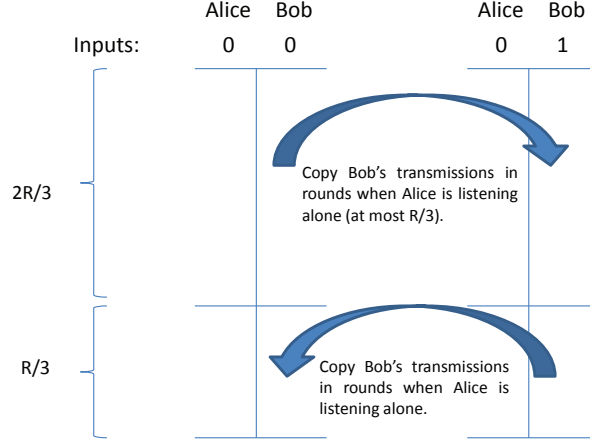 Alice Bob Alice Bob
Inputs: 0 0 0 1
Copy Bob's transmissions in
rounds when Alice is listening
alone (at most R/3).
2R/3
Copy Bob's transmissions
in rounds when Alice is
listening alone.
R/3